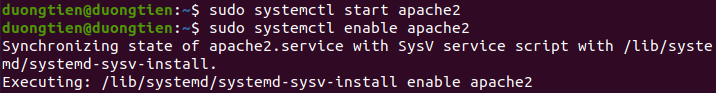 duongtien@duongtien:~$ sudo systemctl start apache2
duongtien@duongtien:~$ sudo systemctl enable apache2
Synchronizing state of apache2.service with SysV service script with /lib/syste
md/systemd-sysv-install.
Executing: /lib/systemd/systemd-sysv-install enable apache2